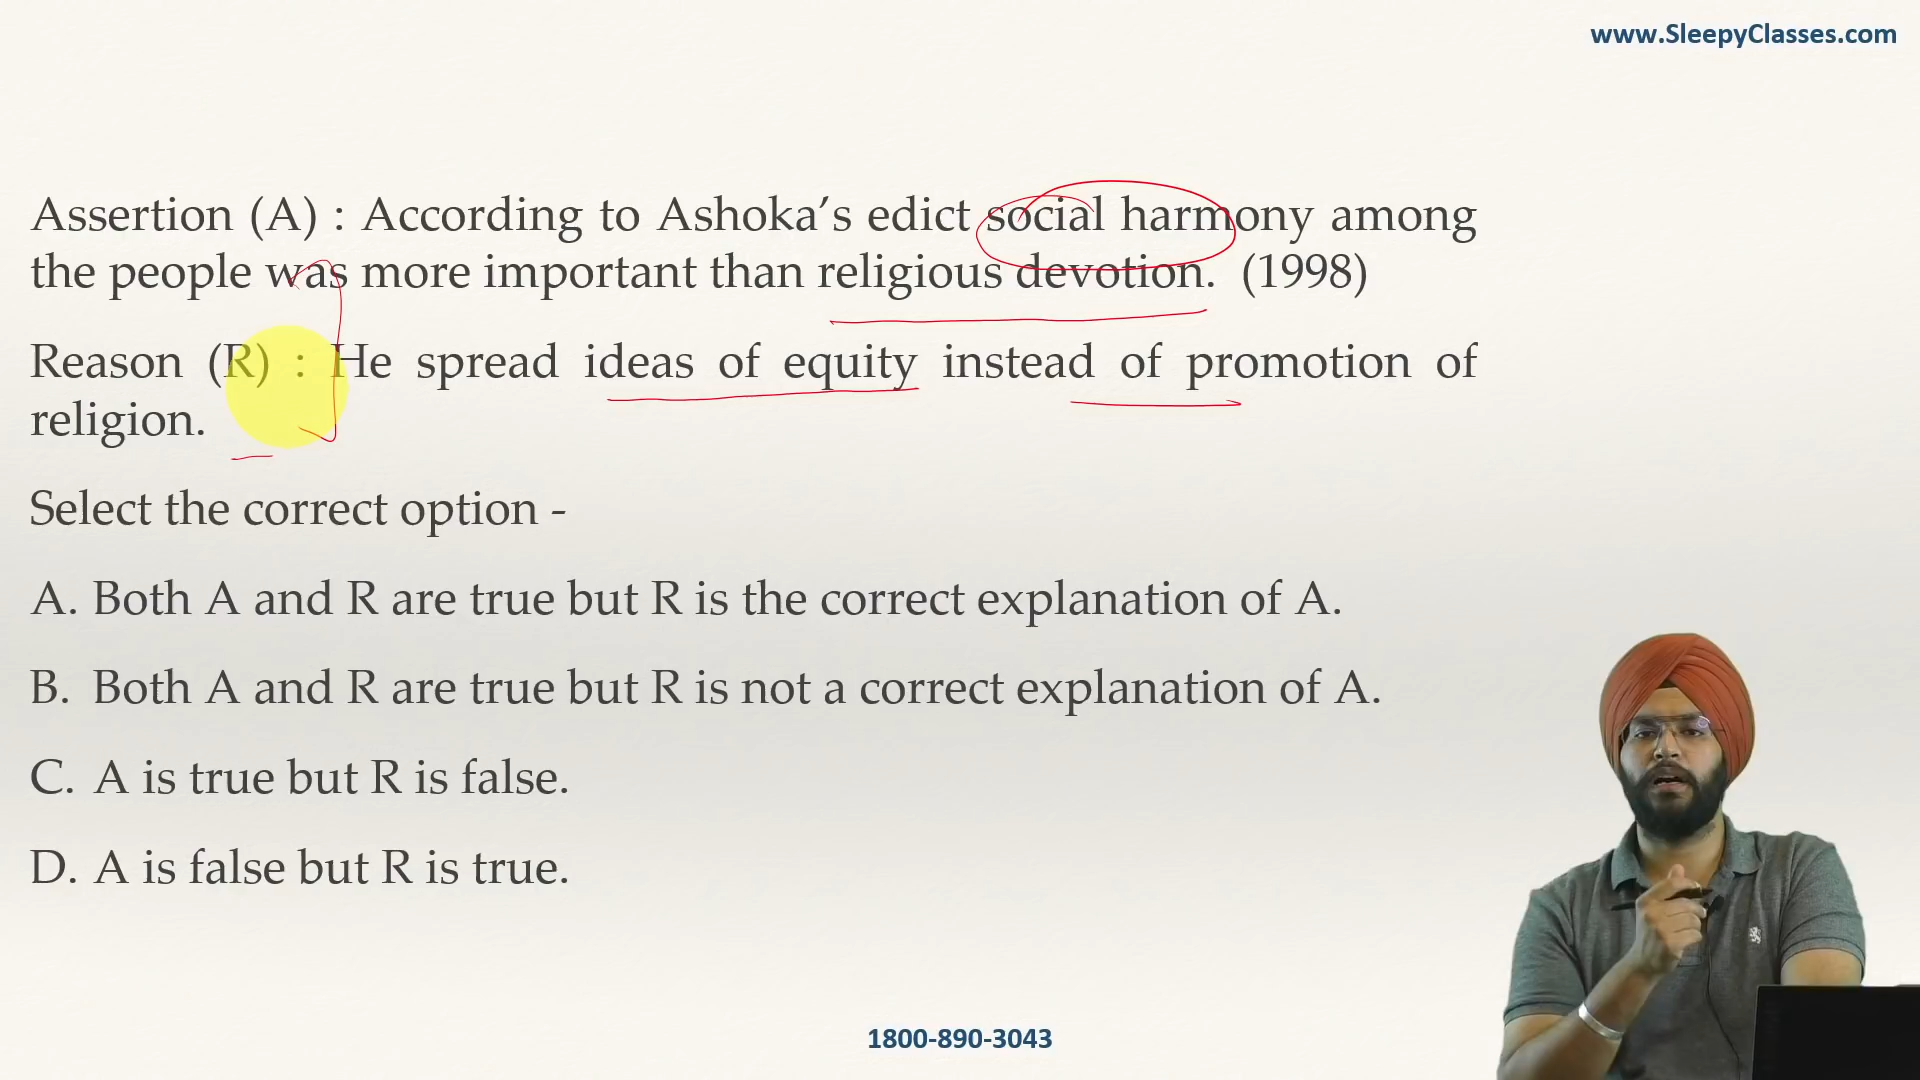 www.SleepyClasses.com
Assertion (A) : According to Ashoka’s edict social harmony among
the people was more important than religious devotion. (1998)
Reason (R) : He spread ideas of equity instead of promotion of
religion.
Select the correct option -
A. Both A and R are true but R is the correct explanation of A.
B. Both A and R are true but R is not a correct explanation of A.
C. A is true but R is false.
D. A is false but R is true.
1800-890-3043